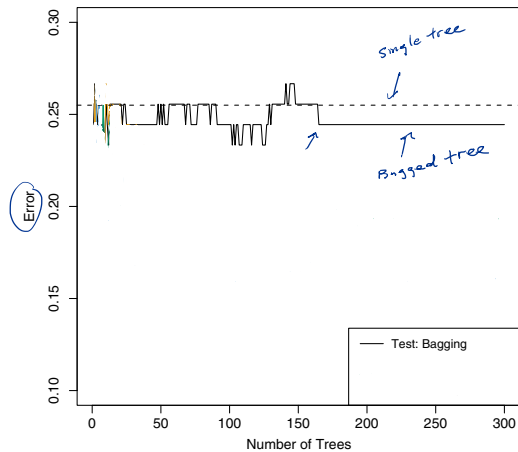 0.30
0.25
0.20
0.15
0.10
Error
Single tree
Bagged tree
Test: Bagging
0 50 100 150 200 250 300
Number of Trees